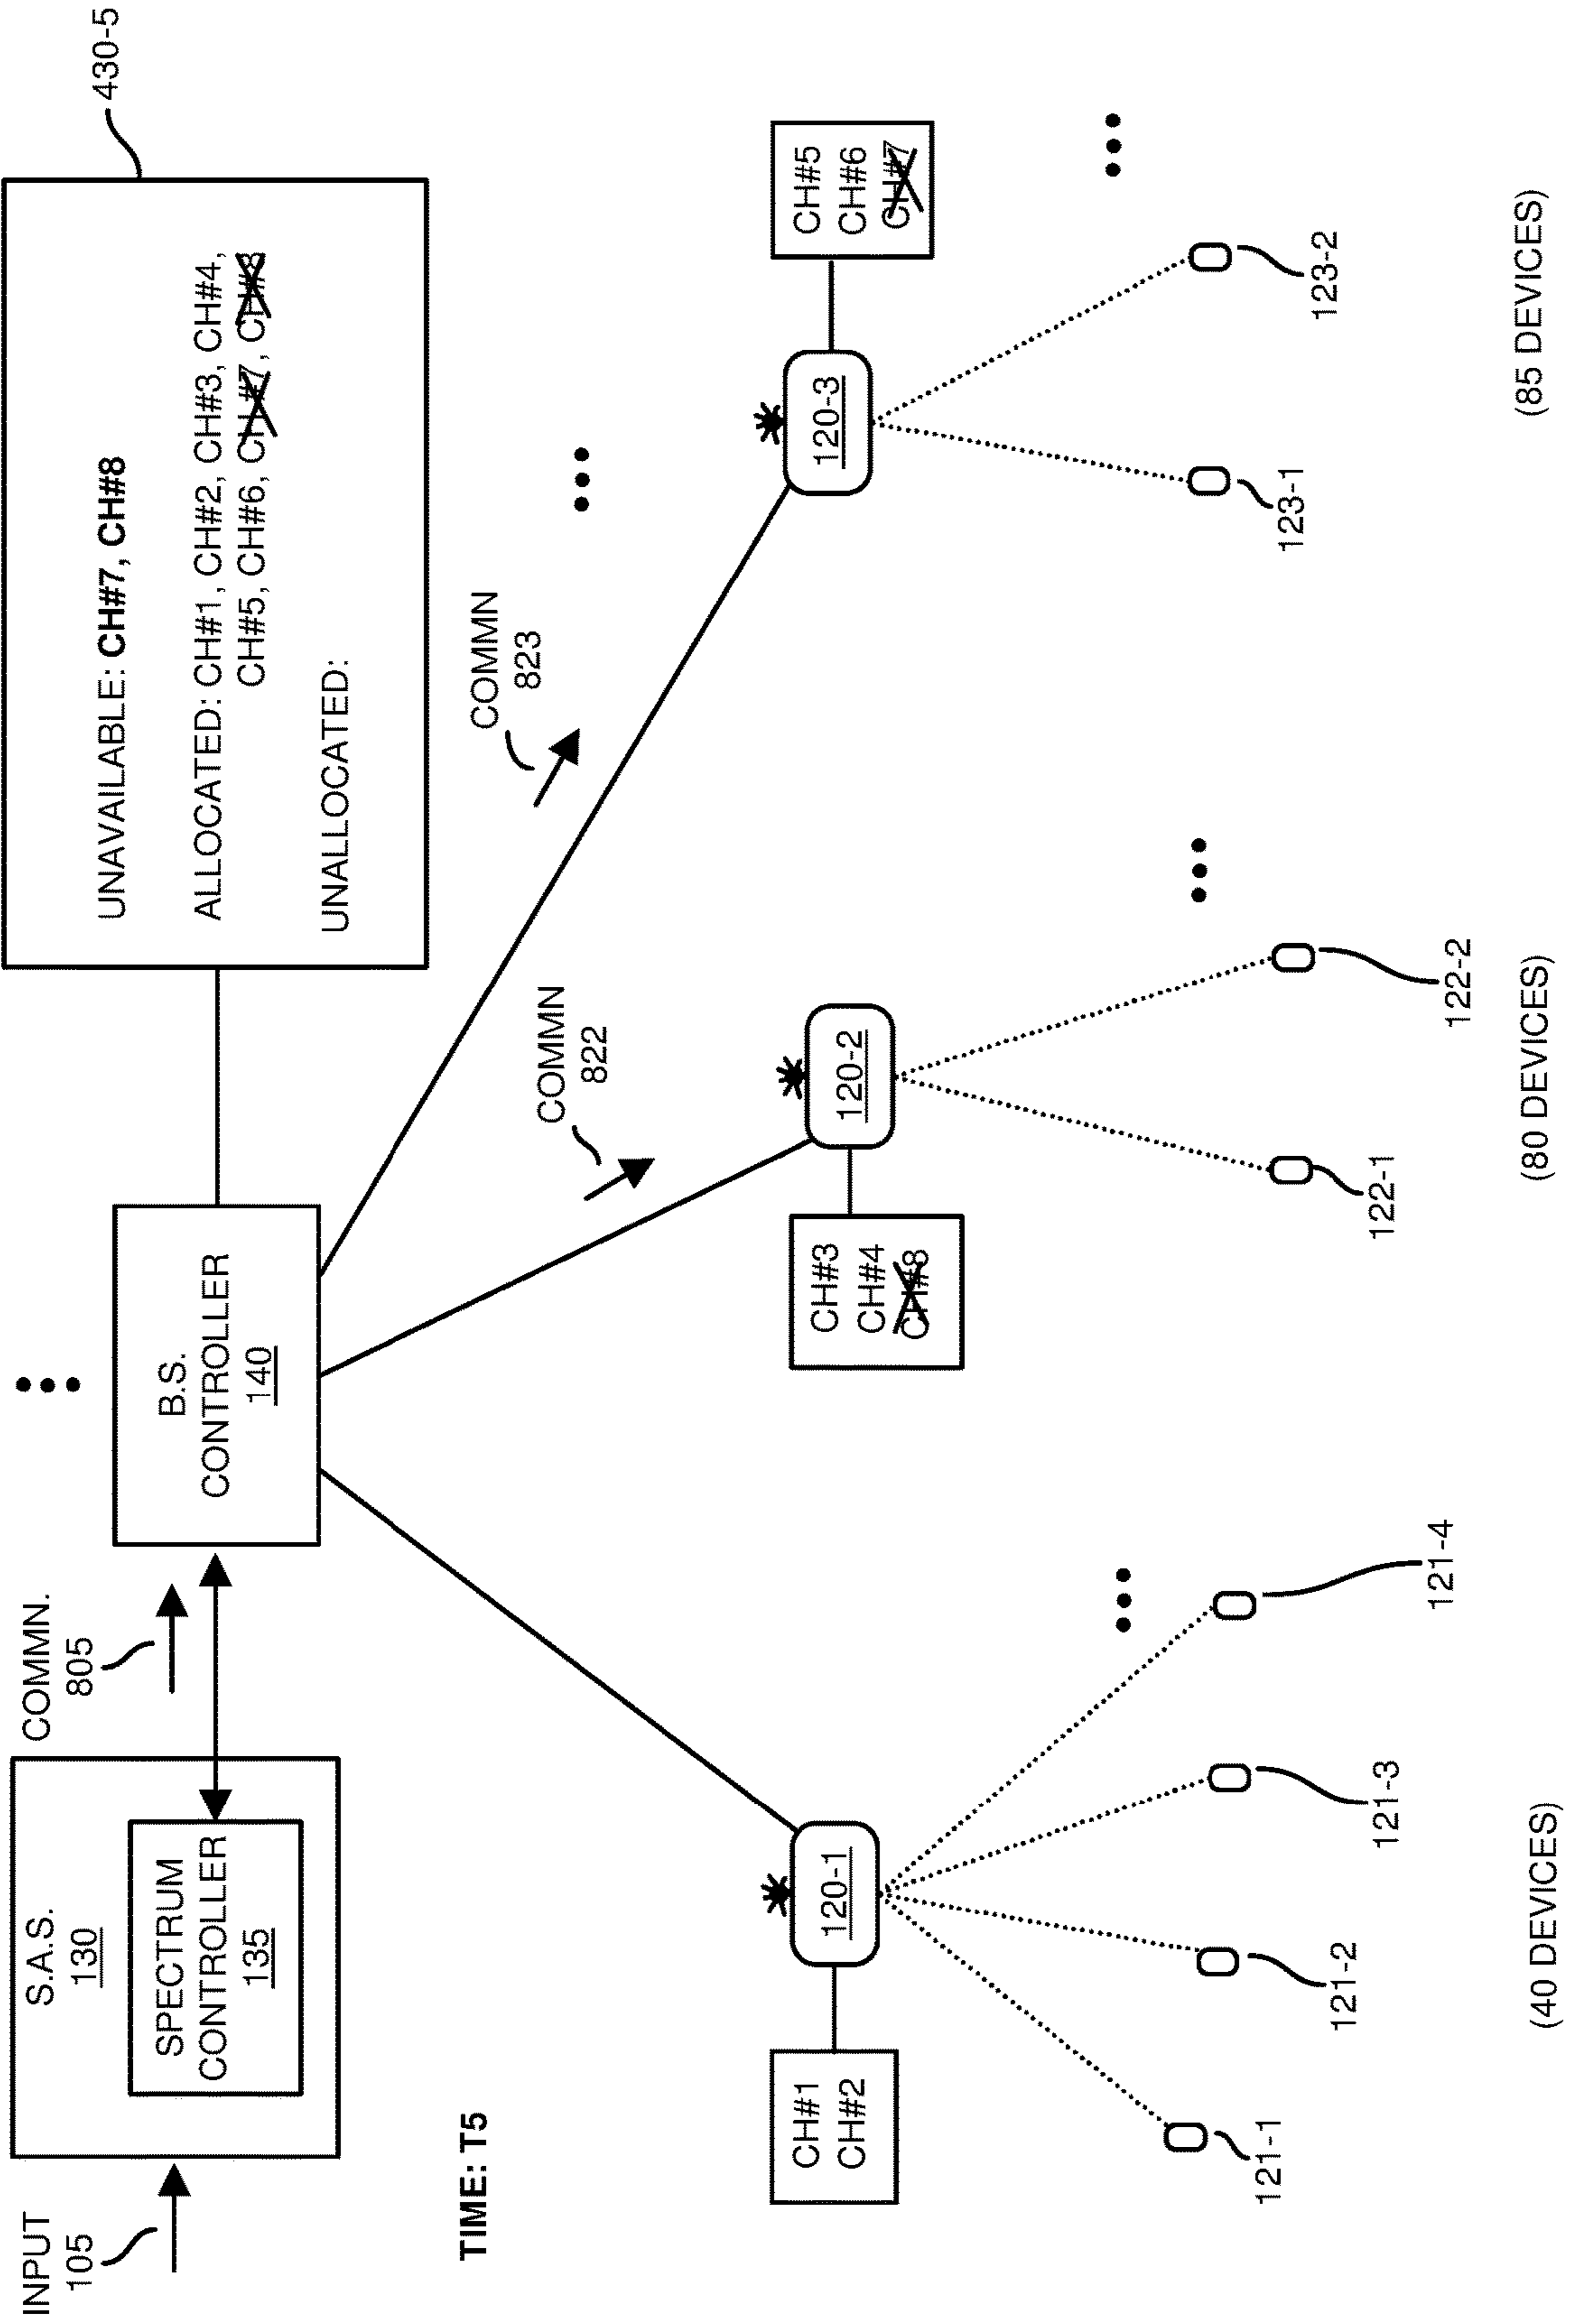 INPUT
105
S.A.S.
130
SPECTRUM
CONTROLLER
135
COMMN.
805
B.S.
CONTROLLER
140
430-5
UNAVAILABLE: CH#7, CH#8
ALLOCATED: CH#1, CH#2, CH#3, CH#4,
CH#5, CH#6, CH#7, CH#8
UNALLOCATED:
TIME: T5
COMMN
822
COMMN
823
CH#1
CH#2
120-1
CH#3
CH#4
CH#8
120-2
120-3
CH#5
CH#6
CH#7
121-1
121-2
121-3
121-4
122-1
122-2
123-1
123-2
(40 DEVICES)
(80 DEVICES)
(85 DEVICES)